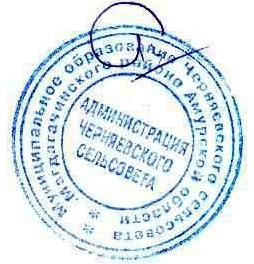 Муниципальное образование Черняевского сельсовета
Магдагачинского района Амурской области
АДМИНИСТРАЦИЯ
ЧЕРНЯЕВСКОГО
СЕЛЬСОВЕТА